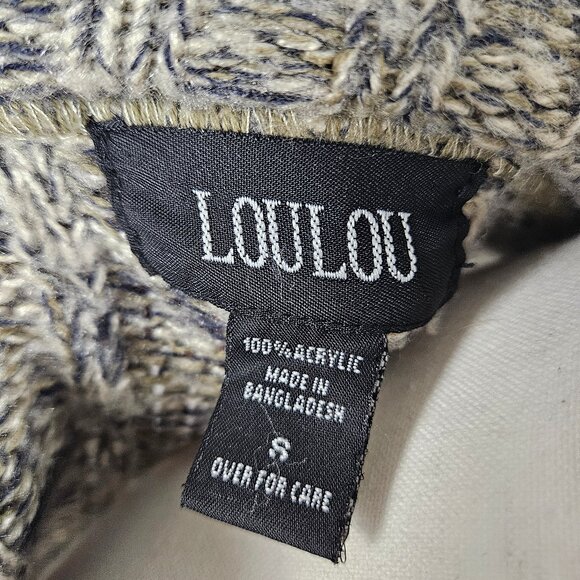 LOULOU
100% ACRYLIC
MADE IN
BANGLADESH
S
OVER FOR CARE